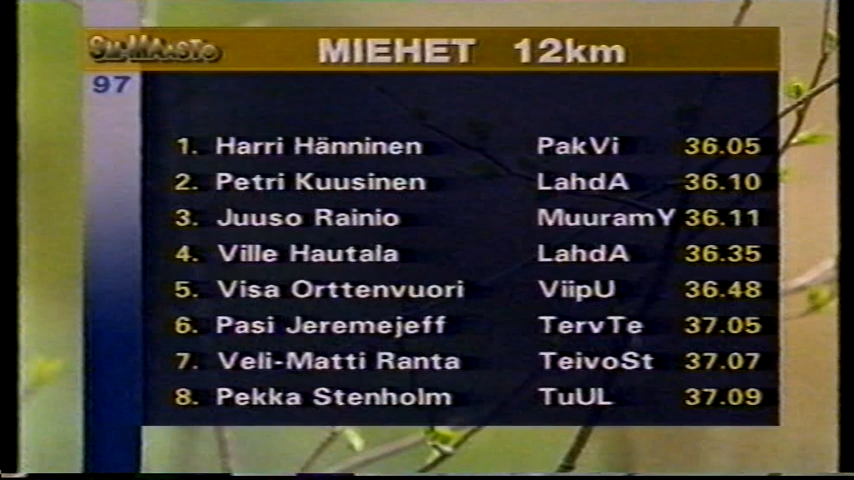 SM-MAASTO MIEHET 12km
97
1. Harri Hänninen PakVi 36.05
2. Petri Kuusinen LahdA 36.10
3. Juuso Rainio MuuramY 36.11
4. Ville Hautala LahdA 36.35
5. Visa Orttenvuori ViipU 36.48
6. Pasi Jeremejeff TervTe 37.05
7. Veli-Matti Ranta TeivoSt 37.07
8. Pekka Stenholm TuUL 37.09